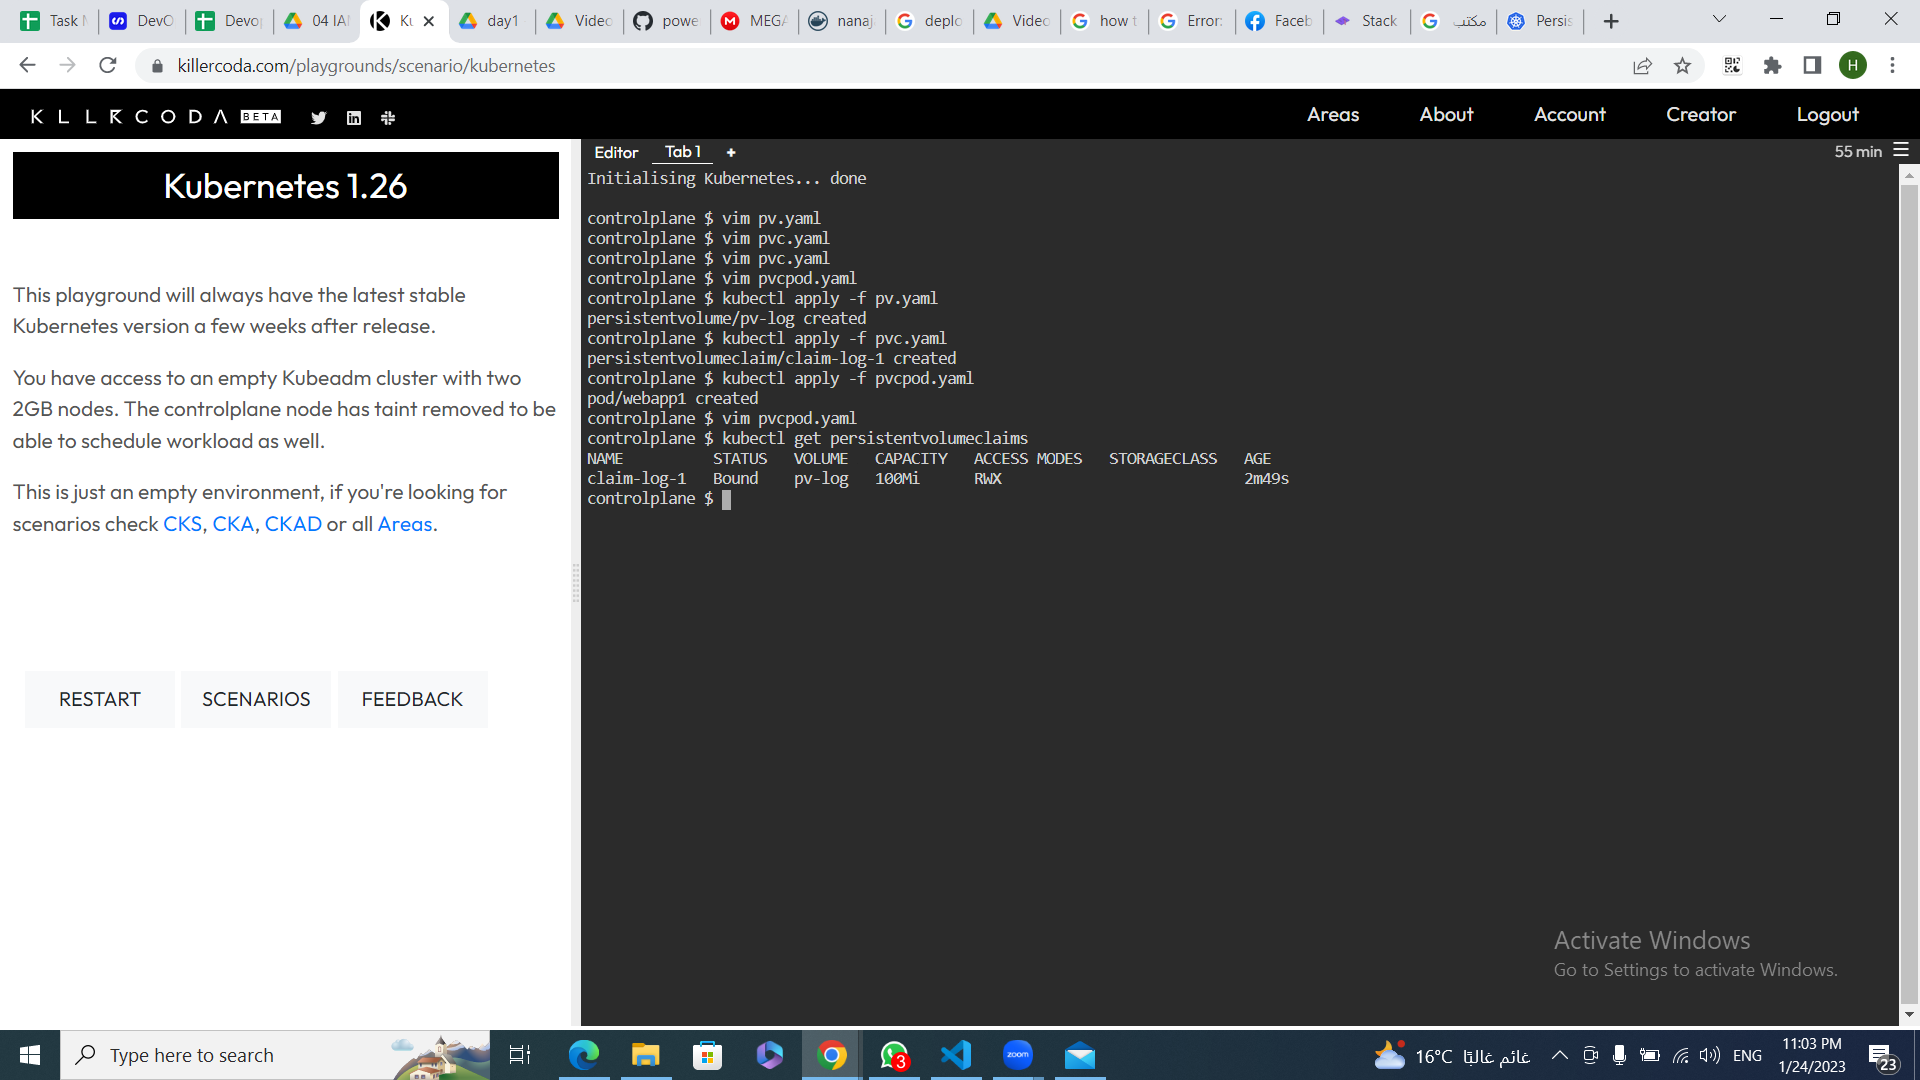 Task M
DevO
Devop
04 IAI
Ku
day1
Video
powe
MEGA
nanaj
deplo
Video
how t
Error:
Faceb
Stack
مكتب
Persis
killercoda.com/playgrounds/scenario/kubernetes
H
KLLRCODA BETA
Areas
About
Account
Creator
Logout
Kubernetes 1.26
This playground will always have the latest stable
Kubernetes version a few weeks after release.
You have access to an empty Kubeadm cluster with two
2GB nodes. The controlplane node has taint removed to be
able to schedule workload as well.
This is just an empty environment, if you're looking for
scenarios check CKS, CKA, CKAD or all Areas.
RESTART
SCENARIOS
FEEDBACK
Editor
Tab 1
+
55 min
Initialising Kubernetes... done
controlplane $ vim pv.yaml
controlplane $ vim pvc.yaml
controlplane $ vim pvc.yaml
controlplane $ vim pvcpod.yaml
controlplane $ kubectl apply -f pv.yaml
persistentvolume/pv-log created
controlplane $ kubectl apply -f pvc.yaml
persistentvolumeclaim/claim-log-1 created
controlplane $ kubectl apply -f pvcpod.yaml
pod/webapp1 created
controlplane $ vim pvcpod.yaml
controlplane $ kubectl get persistentvolumeclaims
NAME STATUS VOLUME CAPACITY ACCESS MODES STORAGECLASS AGE
claim-log-1 Bound pv-log 100Mi RWX 2m49s
controlplane $
Activate Windows
Go to Settings to activate Windows.
Type here to search
zoom
3
16°C غائم غالبًا
ENG
11:03 PM
1/24/2023
23